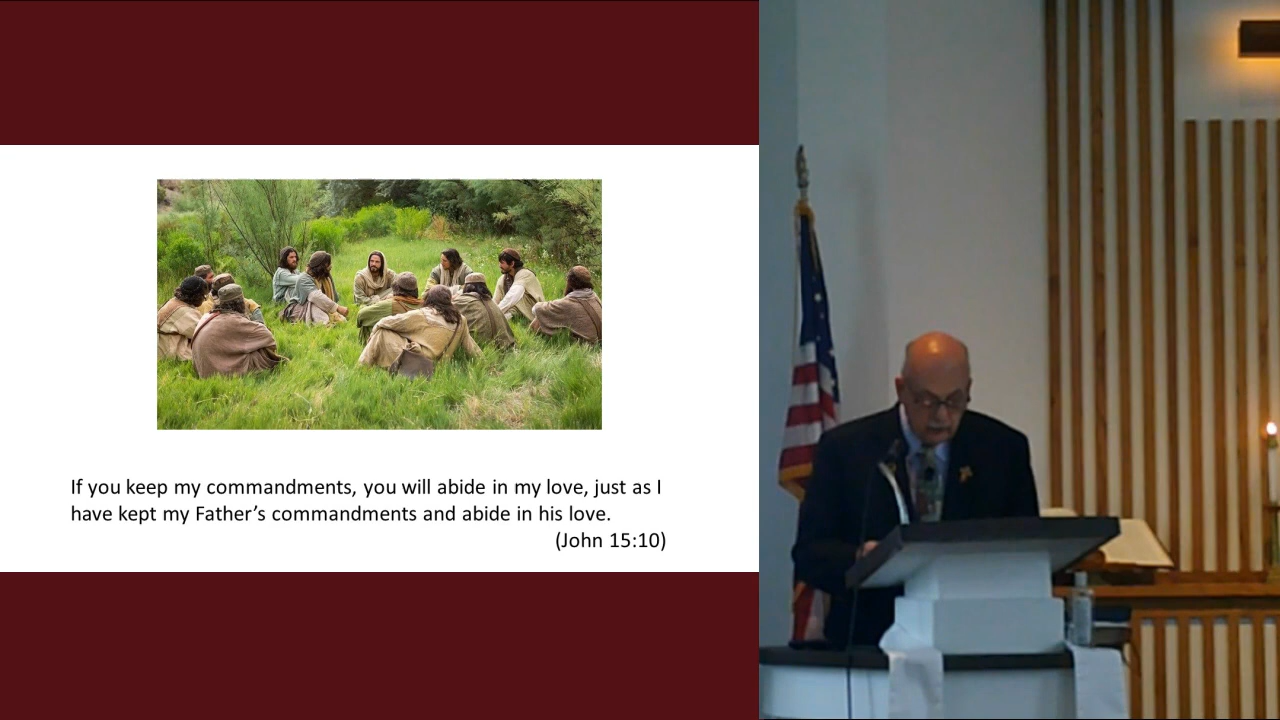 If you keep my commandments, you will abide in my love, just as I
have kept my Father’s commandments and abide in his love.
(John 15:10)